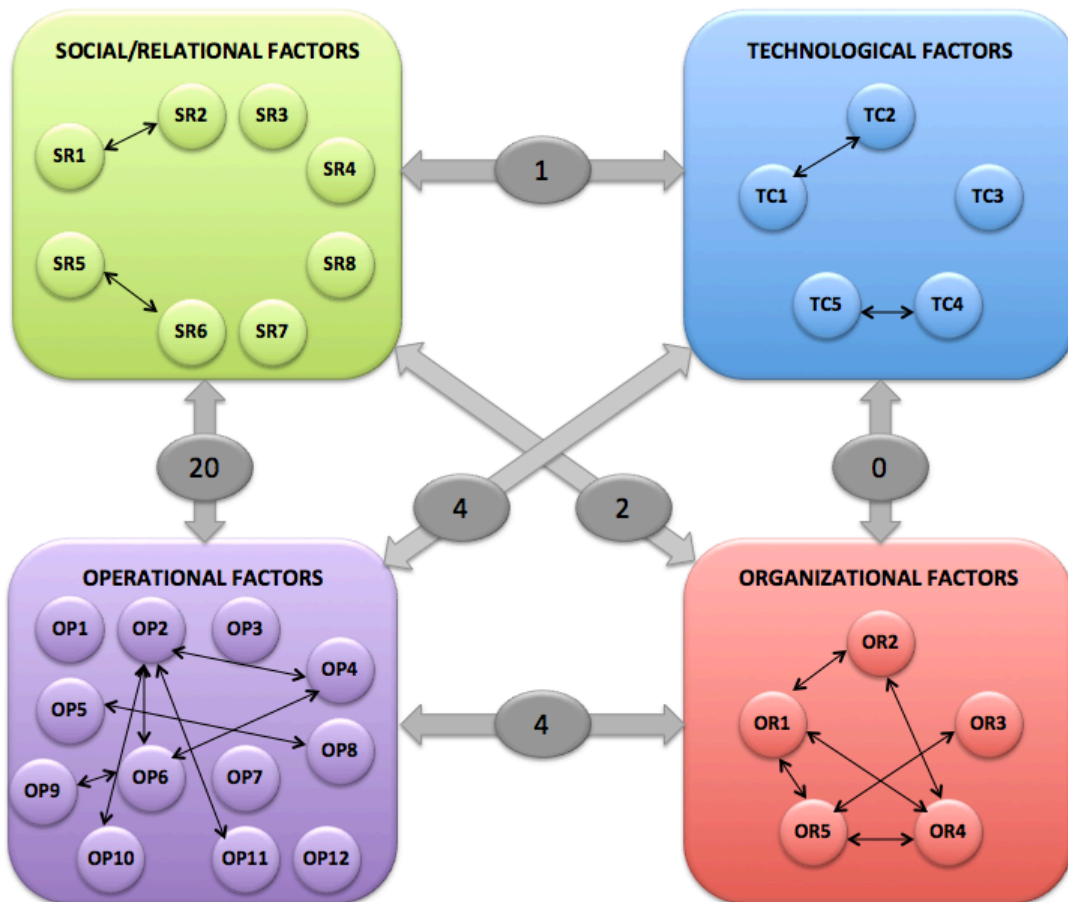 SOCIAL/RELATIONAL FACTORS
SR1
SR2
SR3
SR4
SR5
SR6
SR7
SR8
1
TECHNOLOGICAL FACTORS
TC2
TC1
TC3
TC5
TC4
20
4
2
0
OPERATIONAL FACTORS
OP1
OP2
OP3
OP4
OP5
OP8
OP6
OP7
OP9
OP10
OP11
OP12
4
ORGANIZATIONAL FACTORS
OR2
OR1
OR3
OR5
OR4